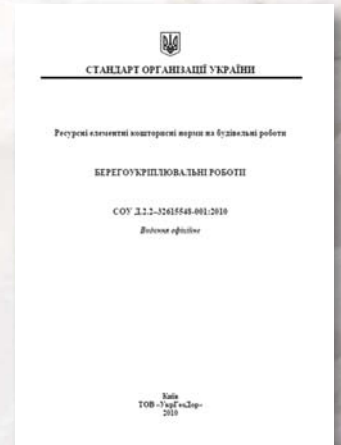 СТАНДАРТ ОРГАНІЗАЦІЇ УКРАЇНИ
Ресурсні елементні кошторисні норми на будівельні роботи
БЕРЕГОУКРІПЛЮВАЛЬНІ РОБОТИ
СОУ Д.2.2–32615548-001:2010
Видання офіційне
Київ
ТОВ «УкрГеоДор»
2010